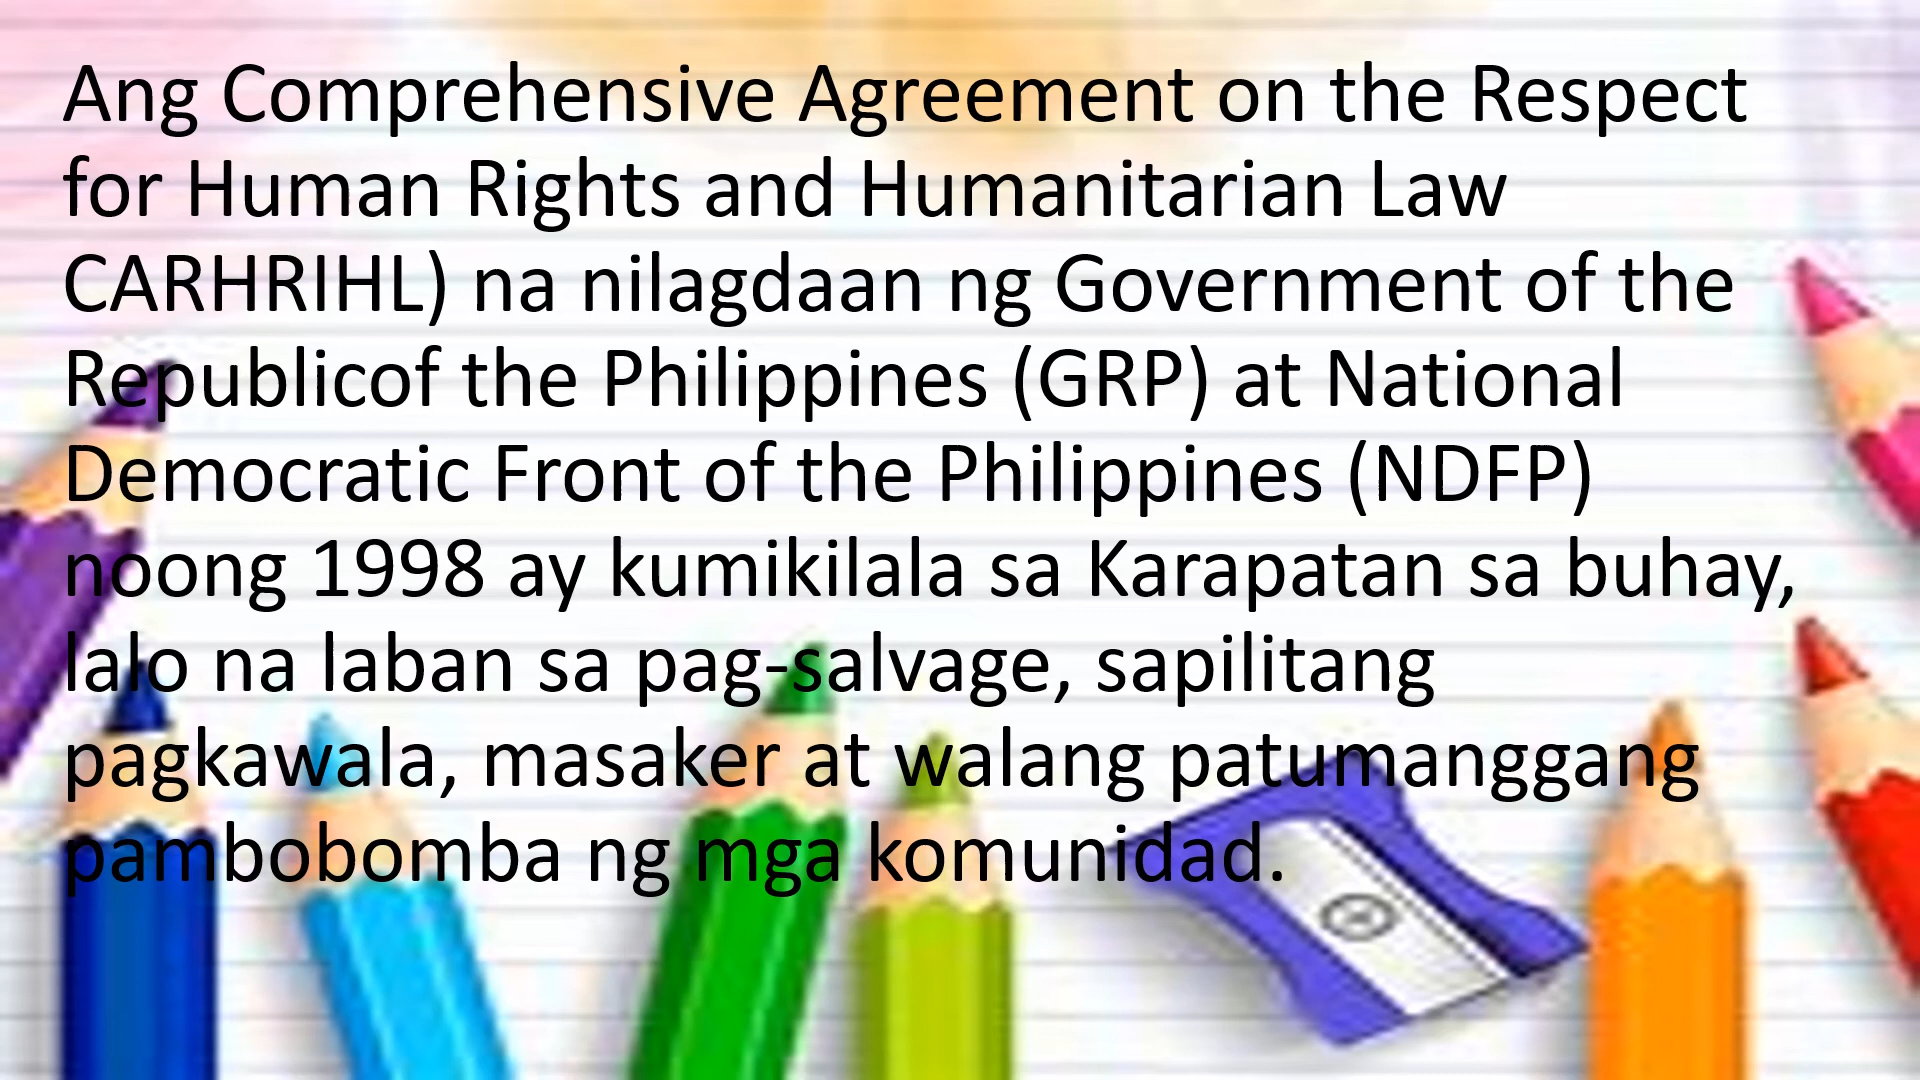 Ang Comprehensive Agreement on the Respect
for Human Rights and Humanitarian Law
CARHRIHL) na nilagdaan ng Government of the
Republicof the Philippines (GRP) at National
Democratic Front of the Philippines (NDFP)
noong 1998 ay kumikilala sa Karapatan sa buhay,
lalo na laban sa pag-salvage, sapilitang
pagkawala, masaker at walang patumanggang
pambobomba ng mga komunidad.